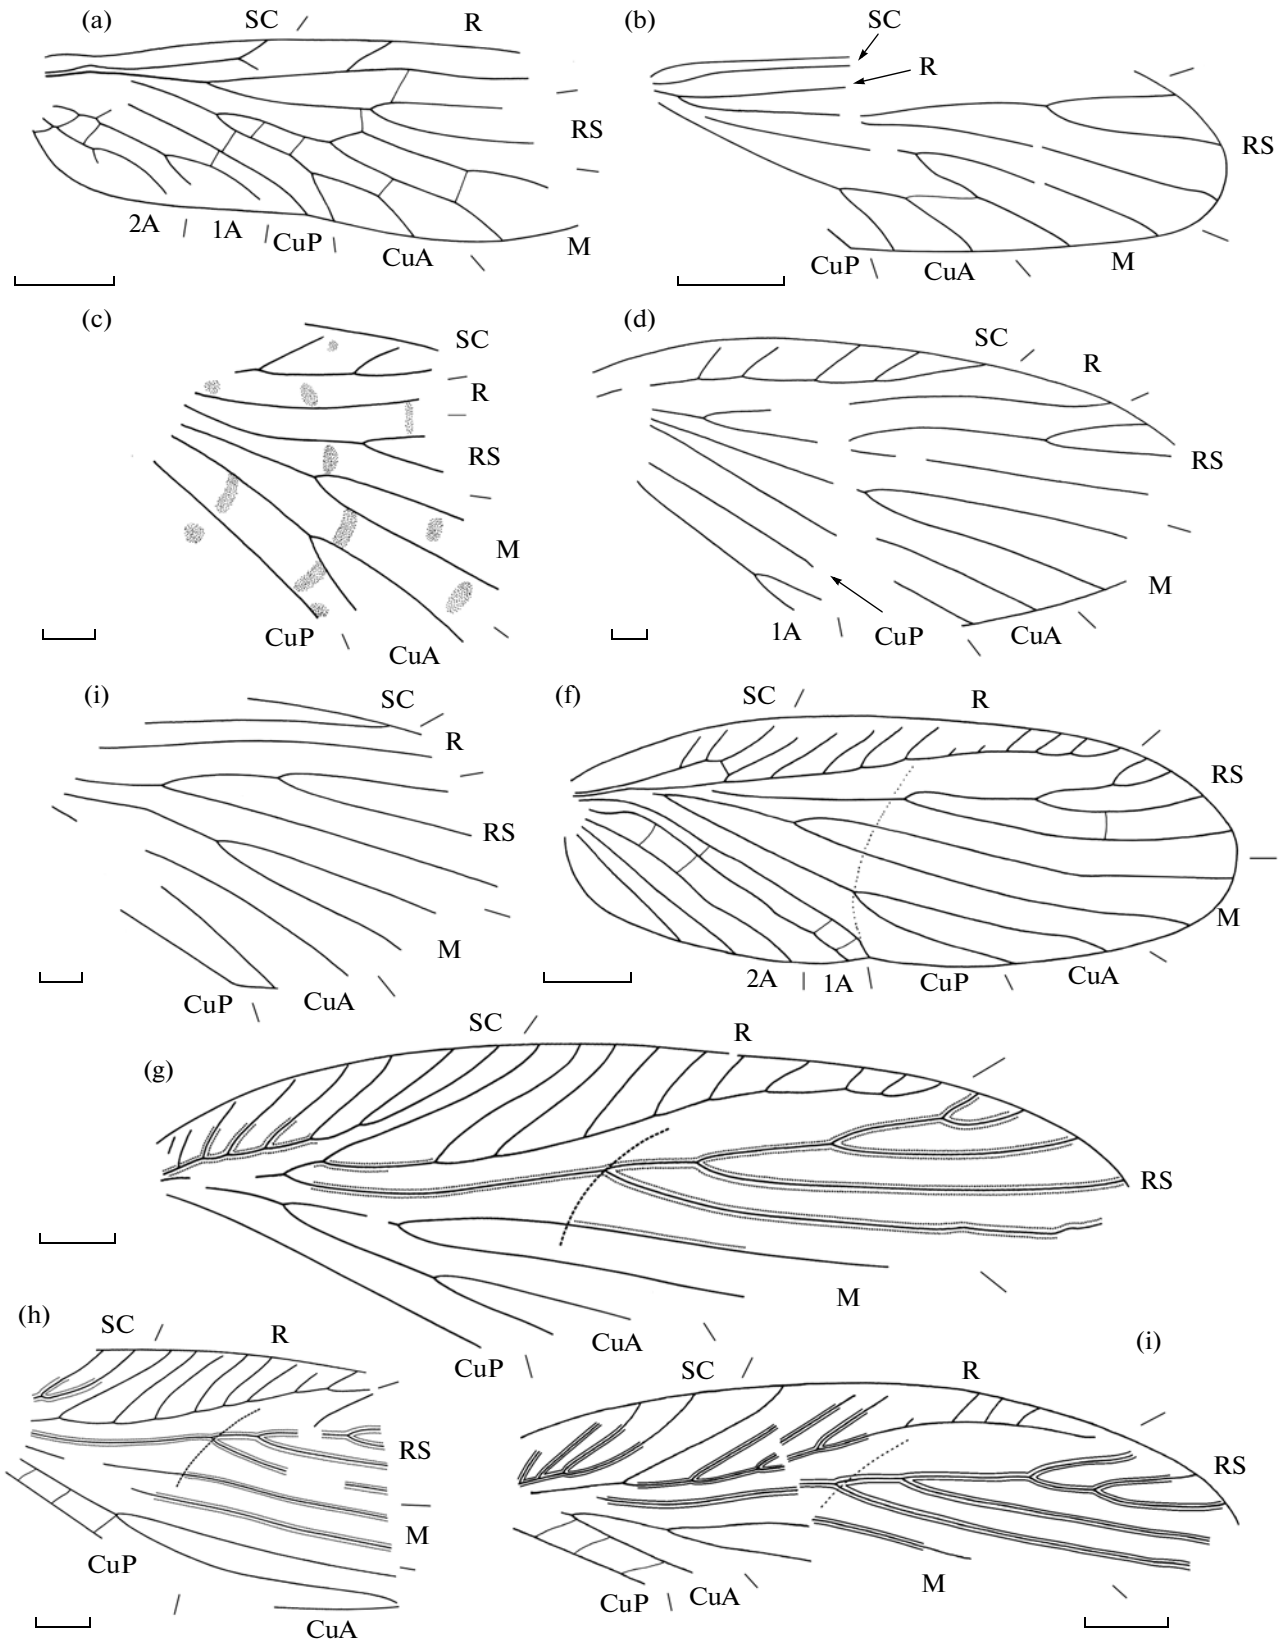 (a) SC R
RS
2A 1A CuP CuA M
(b) SC
R
RS
CuP CuA M
(c) SC
R
RS
M
CuP CuA
(d) SC R
RS
M
1A CuP CuA
(i) SC
R
RS
M
CuP CuA
(f) SC R
RS
M
2A 1A CuP CuA
(g) SC R
RS
M
CuA
CuP
(h) SC R
RS
M
CuP
CuA
(i) SC R
RS
M
CuP CuA